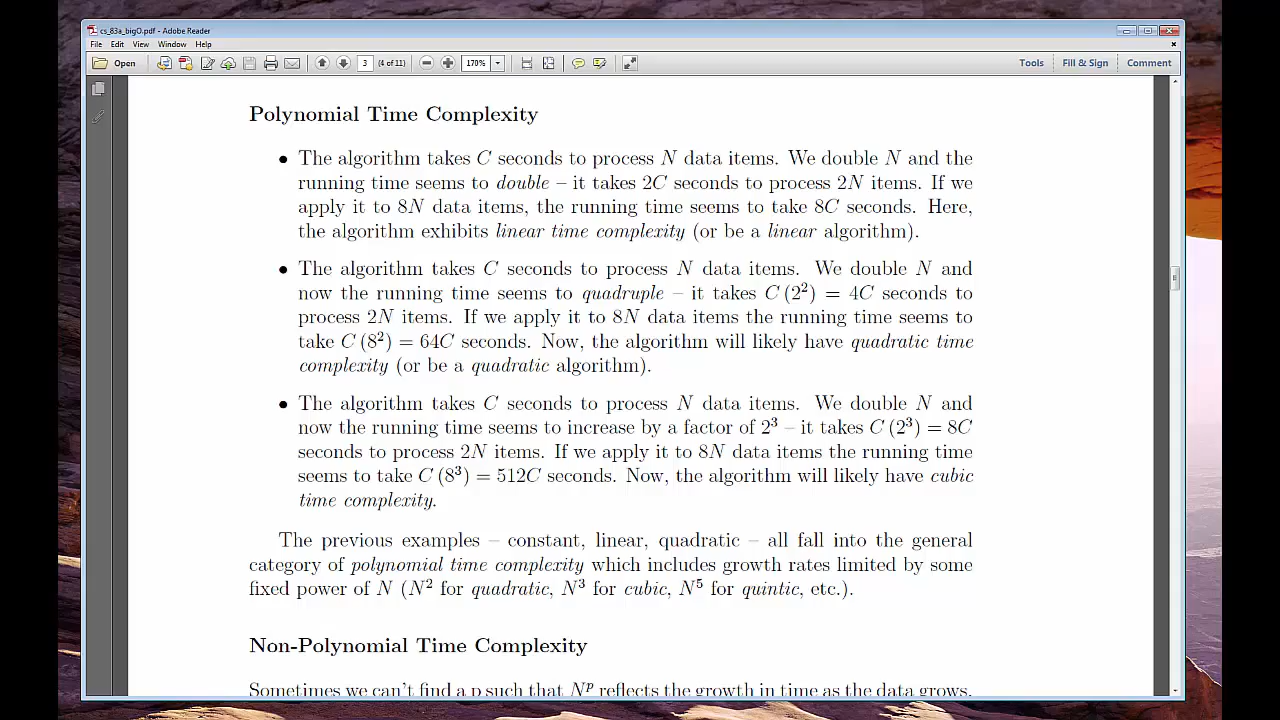 cs_83a_bigO.pdf - Adobe Reader
File Edit View Window Help
Open 3 (4 of 11) 170% Tools Fill & Sign Comment
Polynomial Time Complexity
• The algorithm takes C seconds to process N data items. We double N and the
running time seems to double – it takes 2C seconds to process 2N items. If we
apply it to 8N data items, the running time seems to take 8C seconds. Here,
the algorithm exhibits linear time complexity (or be a linear algorithm).
• The algorithm takes C seconds to process N data items. We double N and
now the running time seems to quadruple – it takes C (2²) = 4C seconds to
process 2N items. If we apply it to 8N data items the running time seems to
take C (8²) = 64C seconds. Now, the algorithm will likely have quadratic time
complexity (or be a quadratic algorithm).
• The algorithm takes C seconds to process N data items. We double N and
now the running time seems to increase by a factor of 2³ – it takes C (2³) = 8C
seconds to process 2N items. If we apply it to 8N data items the running time
seems to take C (8³) = 512C seconds. Now, the algorithm will likely have cubic
time complexity.
The previous examples – constant, linear, quadratic – all fall into the general
category of polynomial time complexity which includes growth rates limited by some
fixed power of N (N² for quadratic, N³ for cubic, for quintic, etc.).
Non-Polynomial Time Complexity